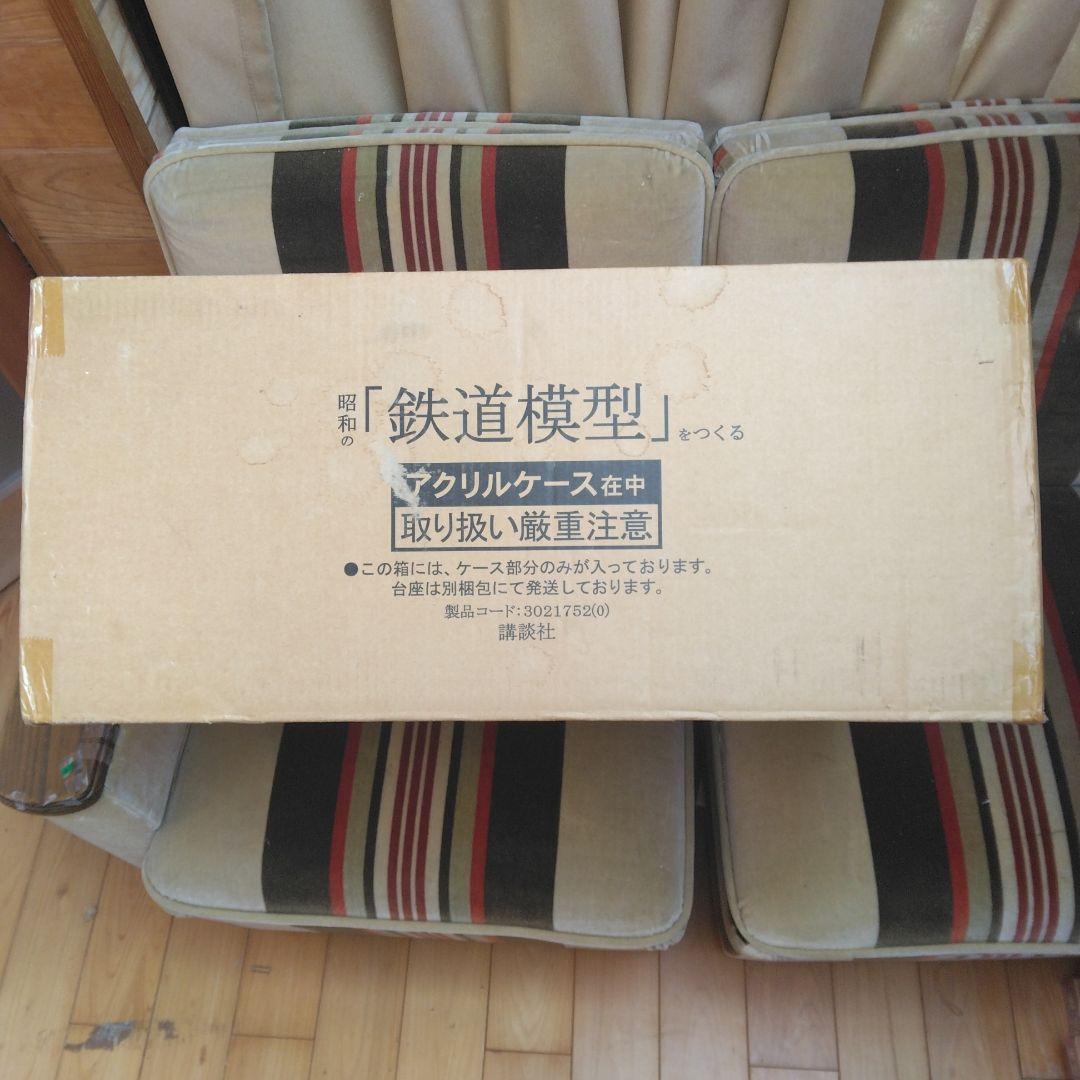 昭和の「鉄道模型」をつくる
アクリルケース在中
取り扱い厳重注意
●この箱には、ケース部分のみが入っております。
台座は別梱包にて発送しております。
製品コード:3021752(0)
講談社